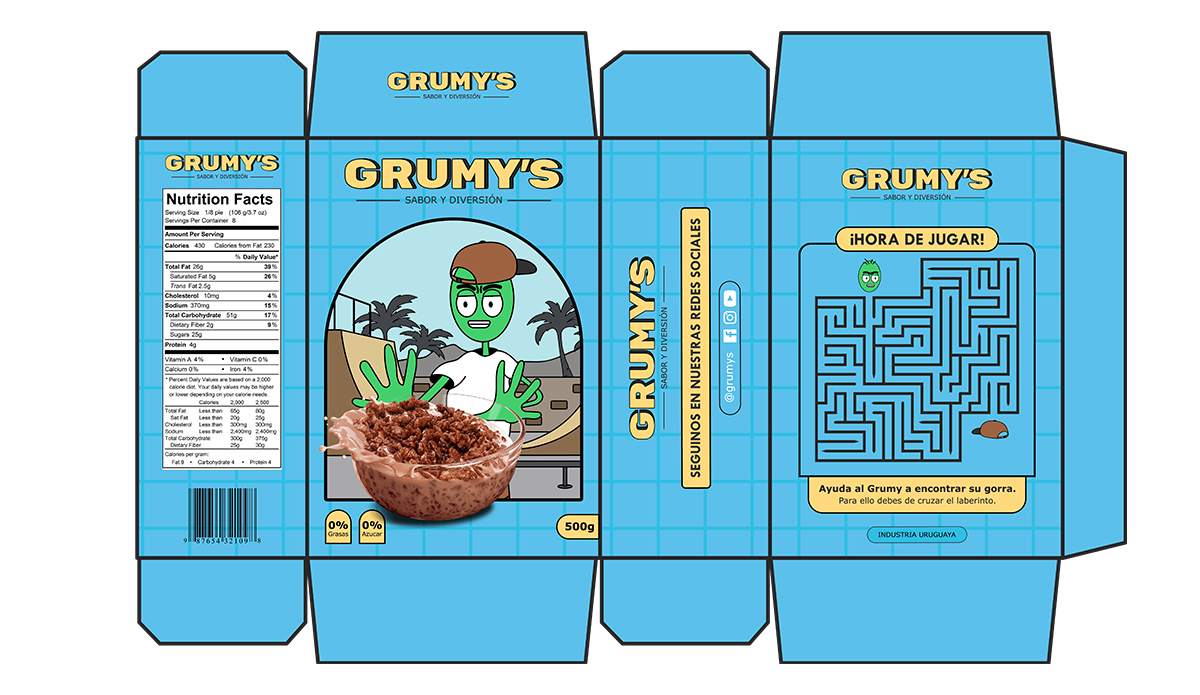 GRUMY'S
SABOR Y DIVERSIÓN
GRUMY'S
SABOR Y DIVERSIÓN
Nutrition Facts
Serving Size 1/8 pie (106 g/3.7 oz)
Servings Per Container 8
Amount Per Serving
Calories 430 Calories from Fat 230
% Daily Value*
Total Fat 26g 39%
Saturated Fat 5g 26%
Trans Fat 2.5g
Cholesterol 10mg 4%
Sodium 370mg 15%
Total Carbohydrate 51g 17%
Dietary Fiber 2g 9%
Sugars 25g
Protein 4g
Vitamin A 4% • Vitamin C 0%
Calcium 0% • Iron 4%
* Percent Daily Values are based on a 2,000
calorie diet. Your daily values may be higher
or lower depending on your calorie needs.
Calories 2,000 2,500
Total Fat Less than 65g 80g
Sat Fat Less than 20g 25g
Cholesterol Less than 300mg 300mg
Sodium Less than 2,400mg 2,400mg
Total Carbohydrate 300g 375g
Dietary Fiber 25g 30g
Calories per gram:
Fat 9 • Carbohydrate 4 • Protein 4
9 87654 32109 8
GRUMY'S
SABOR Y DIVERSIÓN
0%
Grasas
0%
Azucar
500g
GRUMY'S
SABOR Y DIVERSIÓN
SEGUINOS EN NUESTRAS REDES SOCIALES
@grumys
GRUMY'S
SABOR Y DIVERSIÓN
¡HORA DE JUGAR!
Ayuda al Grumy a encontrar su gorra.
Para ello debes de cruzar el laberinto.
INDUSTRIA URUGUAYA